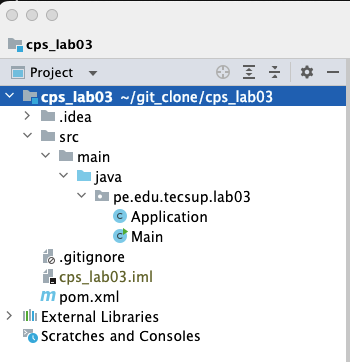 cps_lab03
Project
cps_lab03 ~/git_clone/cps_lab03
.idea
src
main
java
pe.edu.tecsup.lab03
Application
Main
.gitignore
cps_lab03.iml
pom.xml
External Libraries
Scratches and Consoles